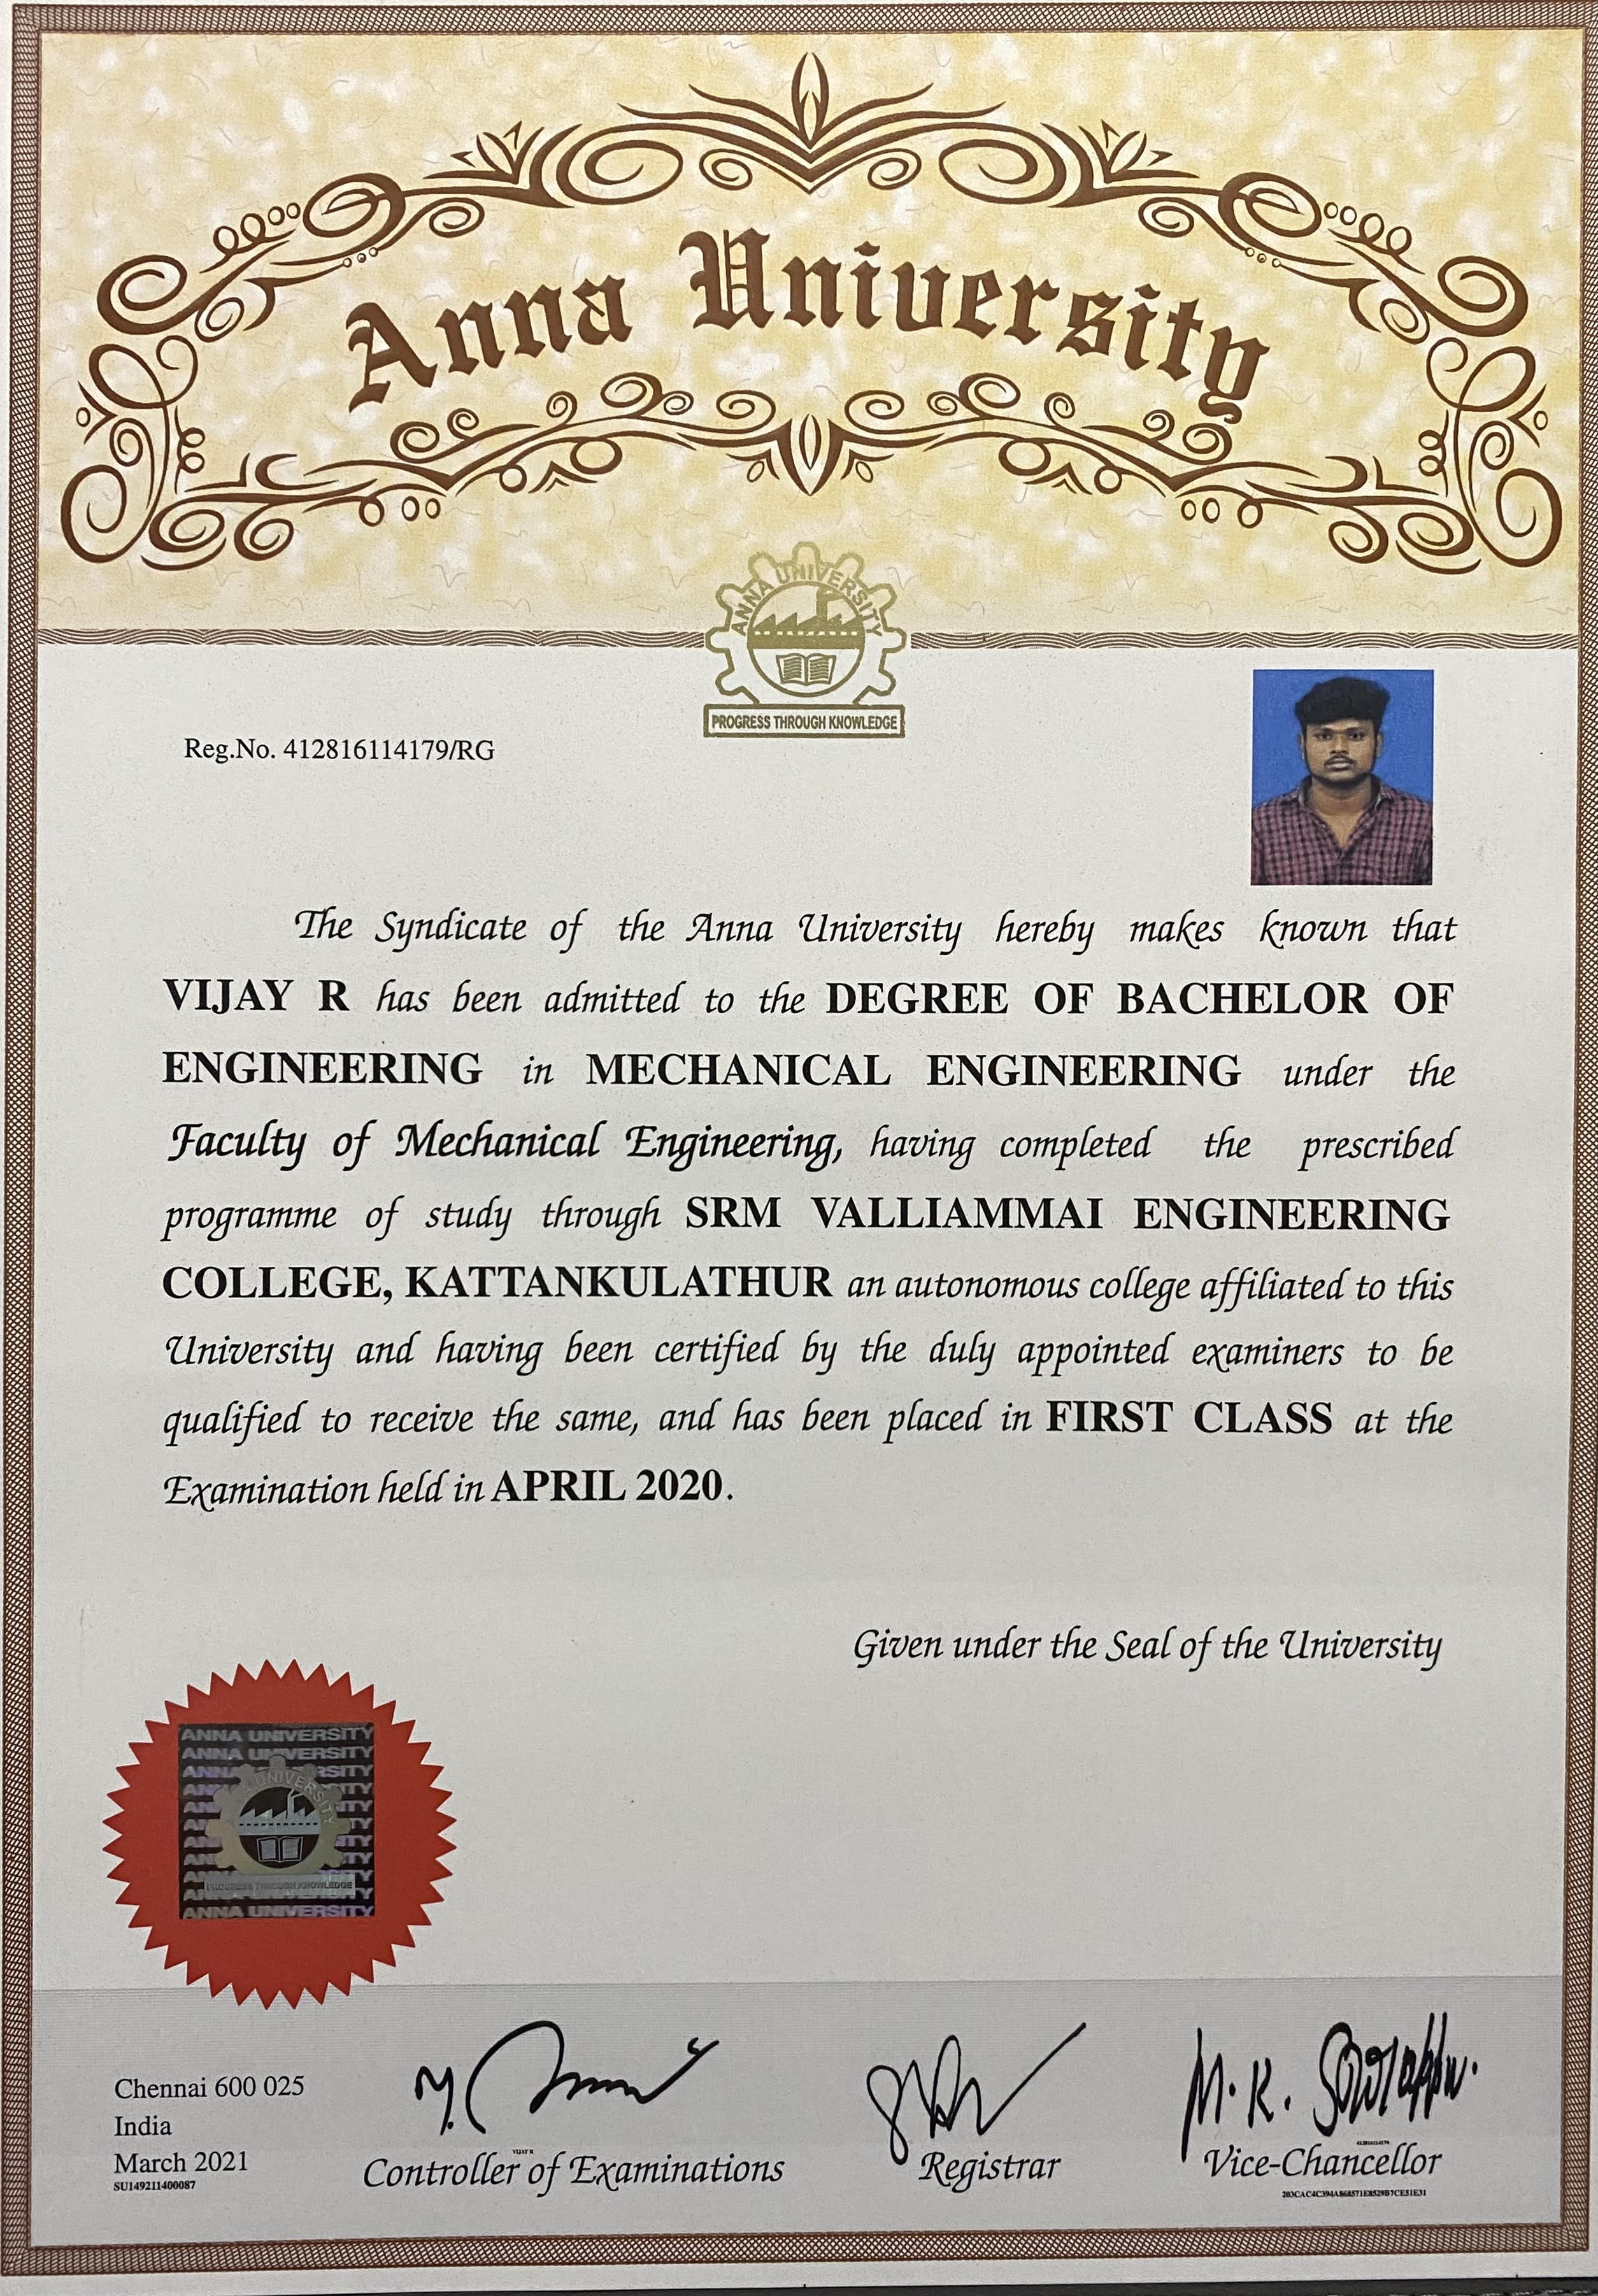 Anna University
ANNA UNIVERSITY
PROGRESS THROUGH KNOWLEDGE
Reg.No. 412816114179/RG
The Syndicate of the Anna University hereby makes known that
VIJAY R has been admitted to the DEGREE OF BACHELOR OF
ENGINEERING in MECHANICAL ENGINEERING under the
Faculty of Mechanical Engineering, having completed the prescribed
programme of study through SRM VALLIAMMAI ENGINEERING
COLLEGE, KATTANKULATHUR an autonomous college affiliated to this
University and having been certified by the duly appointed examiners to be
qualified to receive the same, and has been placed in FIRST CLASS at the
Examination held in APRIL 2020.
Given under the Seal of the University
ANNA UNIVERSITY
ANNA UNIVERSITY
PROGRESS THROUGH KNOWLEDGE
ANNA UNIVERSITY
Chennai 600 025
India
March 2021
SU149211400087
VIJAY R
Controller of Examinations
Registrar
M.K.
412816114179
Vice-Chancellor